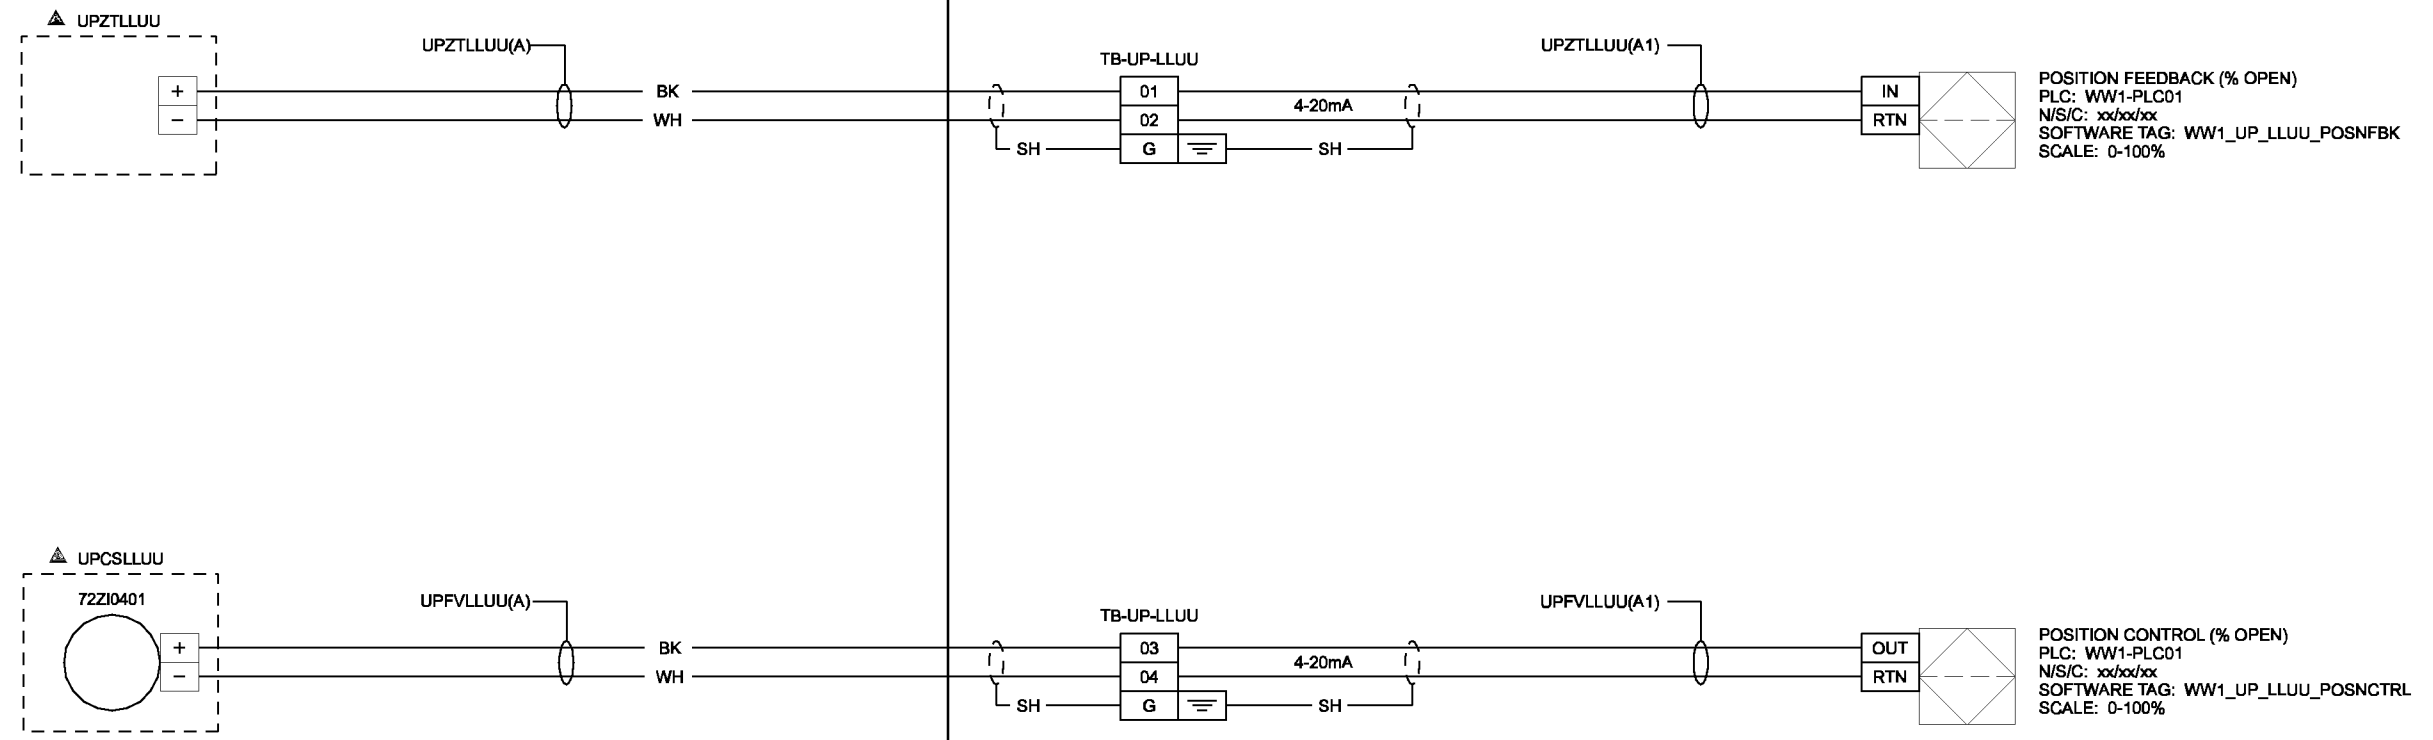 UPZTLLUU
UPZTLLUU(A)
UPZTLLUU(A1)
TB-UP-LLUU
+
BK
01
IN
4-20mA
−
WH
02
RTN
SH
G
SH
POSITION FEEDBACK (% OPEN)
PLC: WW1-PLC01
N/S/C: xx/xx/xx
SOFTWARE TAG: WW1_UP_LLUU_POSNFBK
SCALE: 0-100%
UPCSLLUU
72ZI0401
UPFVLLUU(A)
UPFVLLUU(A1)
TB-UP-LLUU
+
BK
03
OUT
4-20mA
−
WH
04
RTN
SH
G
SH
POSITION CONTROL (% OPEN)
PLC: WW1-PLC01
N/S/C: xx/xx/xx
SOFTWARE TAG: WW1_UP_LLUU_POSNCTRL
SCALE: 0-100%